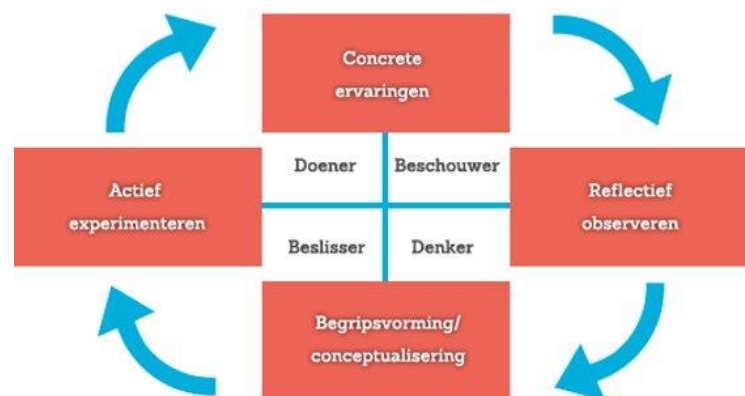 Concrete
ervaringen
Doener
Beschouwer
Actief
experimenteren
Reflectief
observeren
Beslisser
Denker
Begripsvorming/
conceptualisering